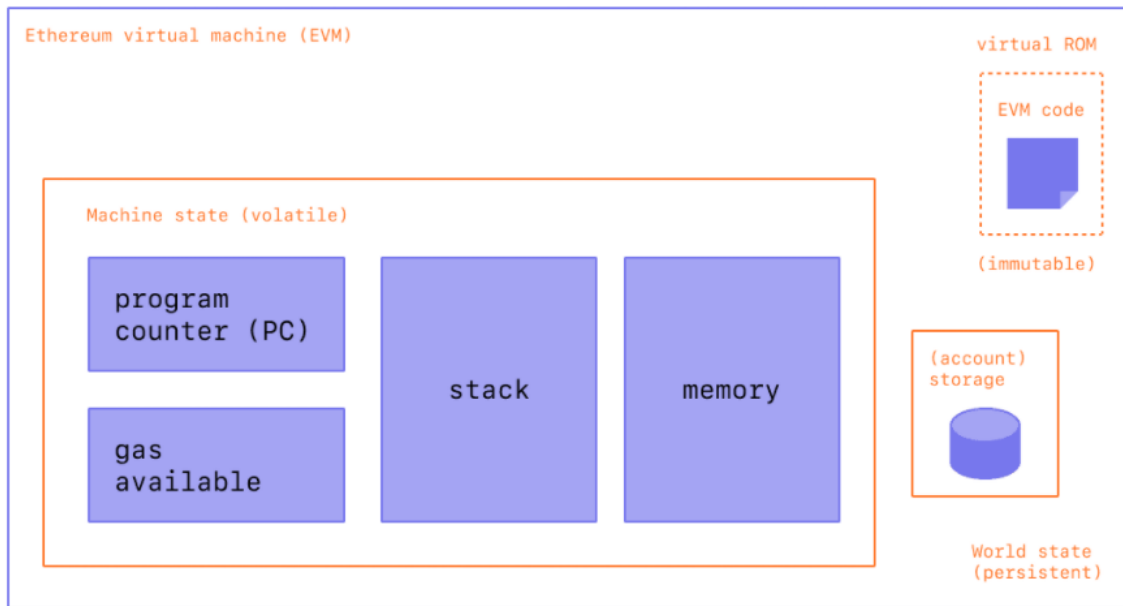 Ethereum virtual machine (EVM)
virtual ROM
EVM code
(immutable)
Machine state (volatile)
program
counter (PC)
gas
available
stack
memory
(account)
storage
World state
(persistent)